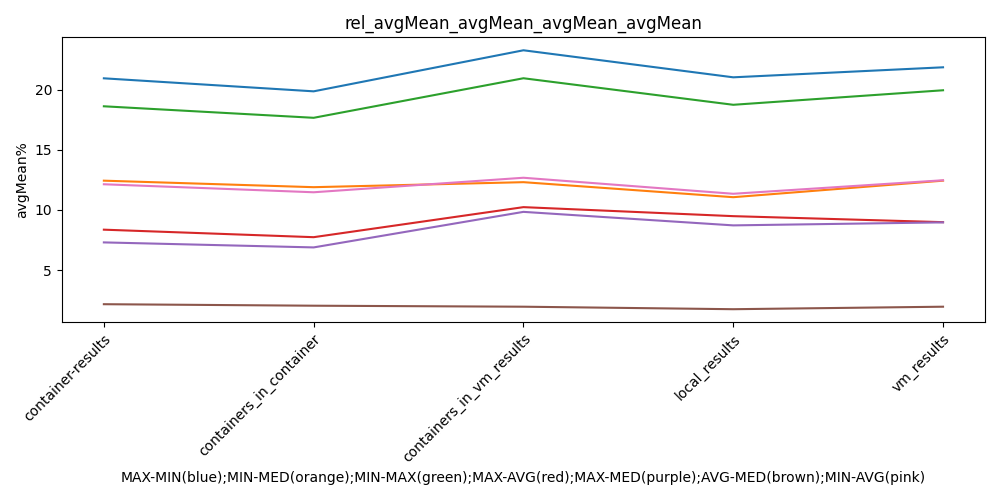 rel_avgMean_avgMean_avgMean_avgMean
avgMean%
20
15
10
5
container-results
containers_in_container
containers_in_vm_results
local_results
vm_results
MAX-MIN(blue);MIN-MED(orange);MIN-MAX(green);MAX-AVG(red);MAX-MED(purple);AVG-MED(brown);MIN-AVG(pink)